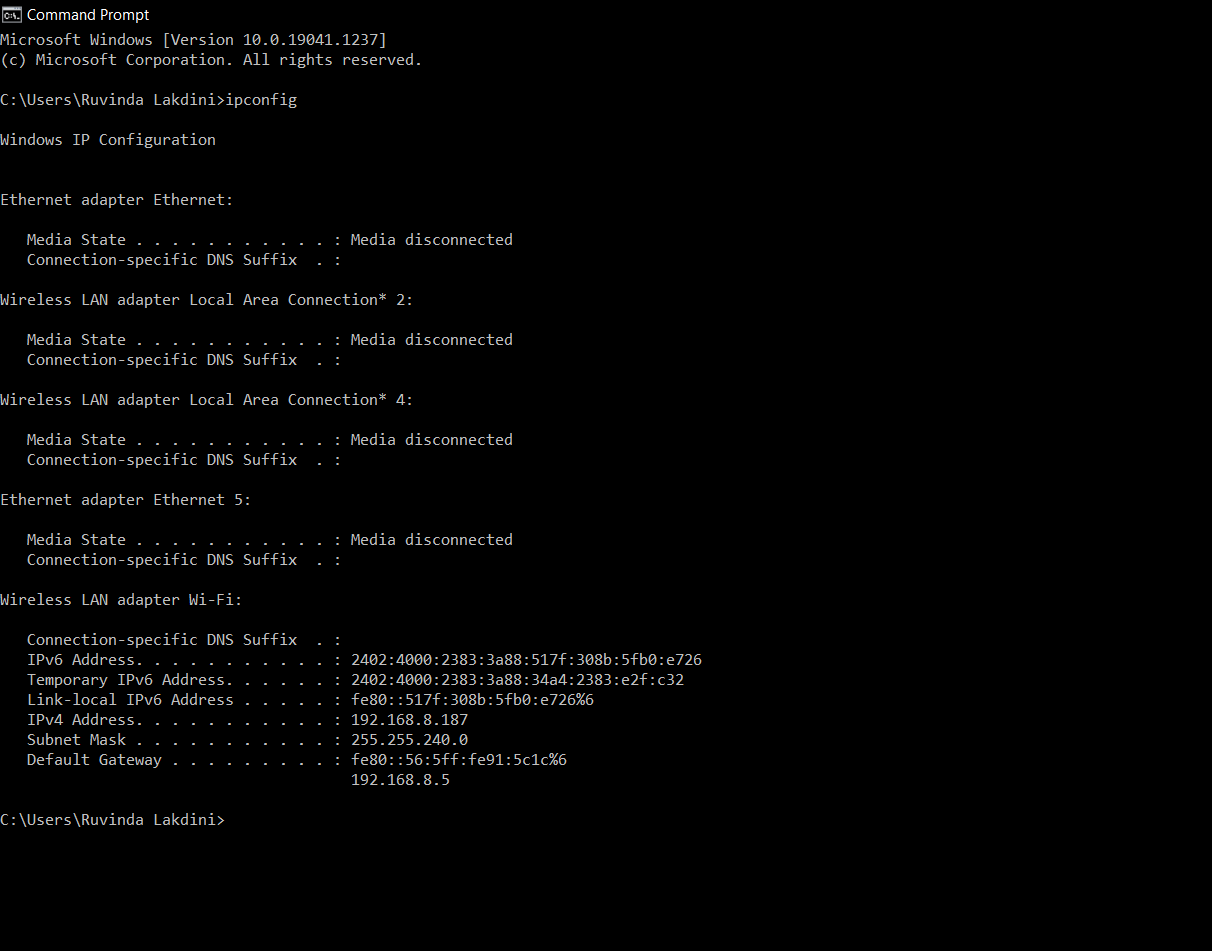 Command Prompt
Microsoft Windows [Version 10.0.19041.1237]
(c) Microsoft Corporation. All rights reserved.
C:\Users\Ruvinda Lakdini>ipconfig
Windows IP Configuration
Ethernet adapter Ethernet:
   Media State . . . . . . . . . . . : Media disconnected
   Connection-specific DNS Suffix  . :
Wireless LAN adapter Local Area Connection* 2:
   Media State . . . . . . . . . . . : Media disconnected
   Connection-specific DNS Suffix  . :
Wireless LAN adapter Local Area Connection* 4:
   Media State . . . . . . . . . . . : Media disconnected
   Connection-specific DNS Suffix  . :
Ethernet adapter Ethernet 5:
   Media State . . . . . . . . . . . : Media disconnected
   Connection-specific DNS Suffix  . :
Wireless LAN adapter Wi-Fi:
   Connection-specific DNS Suffix  . :
   IPv6 Address. . . . . . . . . . . : 2402:4000:2383:3a88:517f:308b:5fb0:e726
   Temporary IPv6 Address. . . . . . : 2402:4000:2383:3a88:34a4:2383:e2f:c32
   Link-local IPv6 Address . . . . . : fe80::517f:308b:5fb0:e726%6
   IPv4 Address. . . . . . . . . . . : 192.168.8.187
   Subnet Mask . . . . . . . . . . . : 255.255.240.0
   Default Gateway . . . . . . . . . : fe80::56:5ff:fe91:5c1c%6
                                       192.168.8.5
C:\Users\Ruvinda Lakdini>